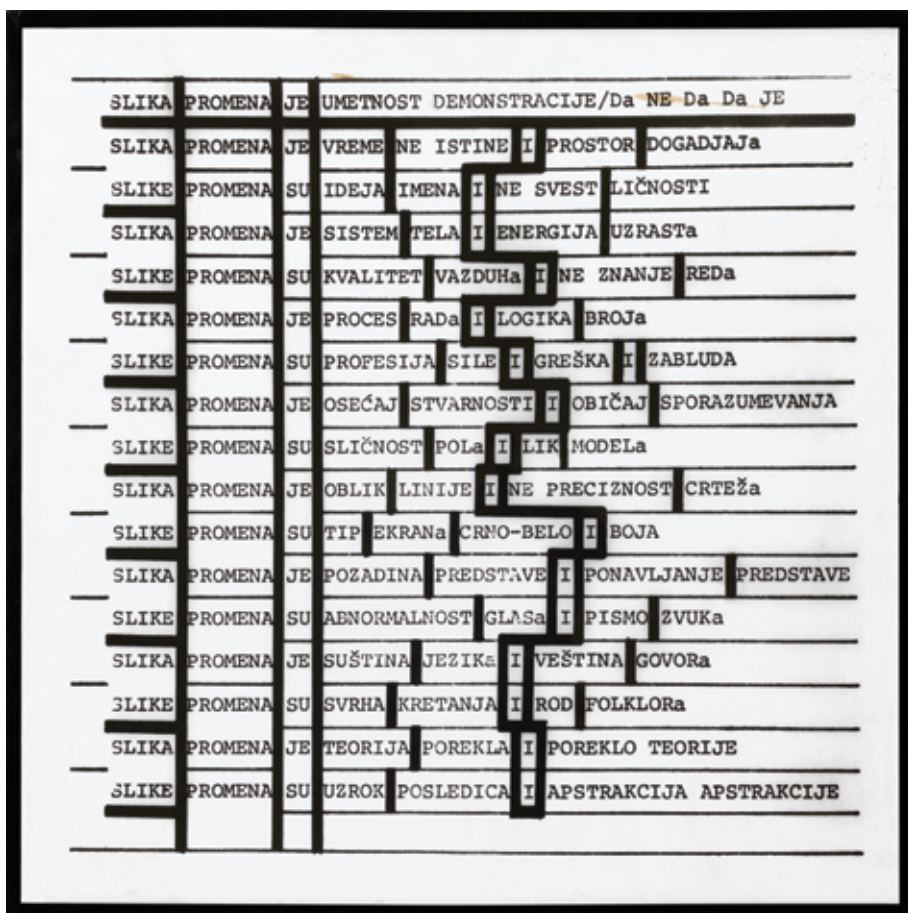 SLIKA PROMENA JE UMETNOST DEMONSTRACIJE/Da NE Da Da JE
SLIKA PROMENA JE VREME NE ISTINE I PROSTOR DOGADJAJa
SLIKE PROMENA SU IDEJA IMENA I NE SVEST LIČNOSTI
SLIKA PROMENA JE SISTEM TELA I ENERGIJA UZRASTa
SLIKE PROMENA SU KVALITET VAZDUHa I NE ZNANJE REDa
SLIKA PROMENA JE PROCES RADa I LOGIKA BROJa
SLIKE PROMENA SU PROFESIJA SILE I GREŠKA I ZABLUDA
SLIKA PROMENA JE OSEĆAJ STVARNOSTI I OBIČAJ SPORAZUMEVANJA
SLIKE PROMENA SU SLIČNOST POLa I LIK MODELa
SLIKA PROMENA JE OBLIK LINIJE I NE PRECIZNOST CRTEŽa
SLIKE PROMENA SU TIP EKRANa CRNO-BELO I BOJA
SLIKA PROMENA JE POZADINA PREDSTAVE I PONAVLJANJE PREDSTAVE
SLIKE PROMENA SU ABNORMALNOST GLASa I PISMO ZVUKa
SLIKA PROMENA JE SUŠTINA JEZIKa I VEŠTINA GOVORa
SLIKE PROMENA SU SVRHA KRETANJA I ROD FOLKLORa
SLIKA PROMENA JE TEORIJA POREKLA I POREKLO TEORIJE
SLIKE PROMENA SU UZROK POSLEDICA I APSTRAKCIJA APSTRAKCIJE